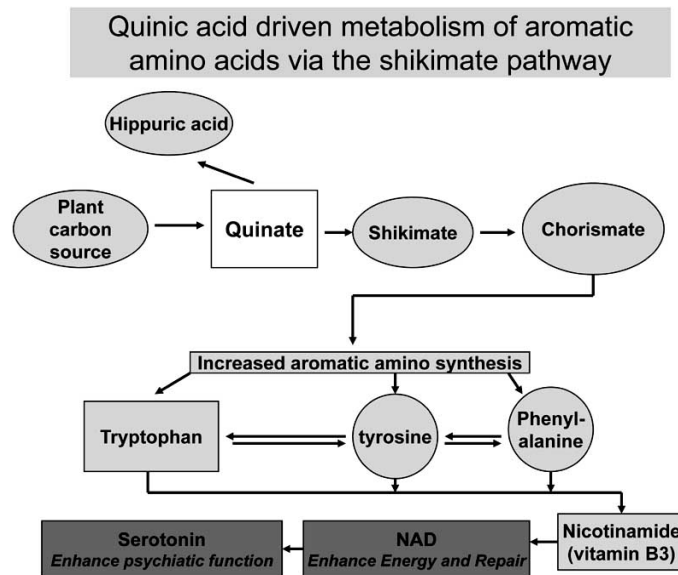 Quinic acid driven metabolism of aromatic
amino acids via the shikimate pathway
Hippuric acid
Plant
carbon
source
Quinate
Shikimate
Chorismate
Increased aromatic amino synthesis
Tryptophan
tyrosine
Phenyl-
alanine
Serotonin
Enhance psychiatic function
NAD
Enhance Energy and Repair
Nicotinamide
(vitamin B3)